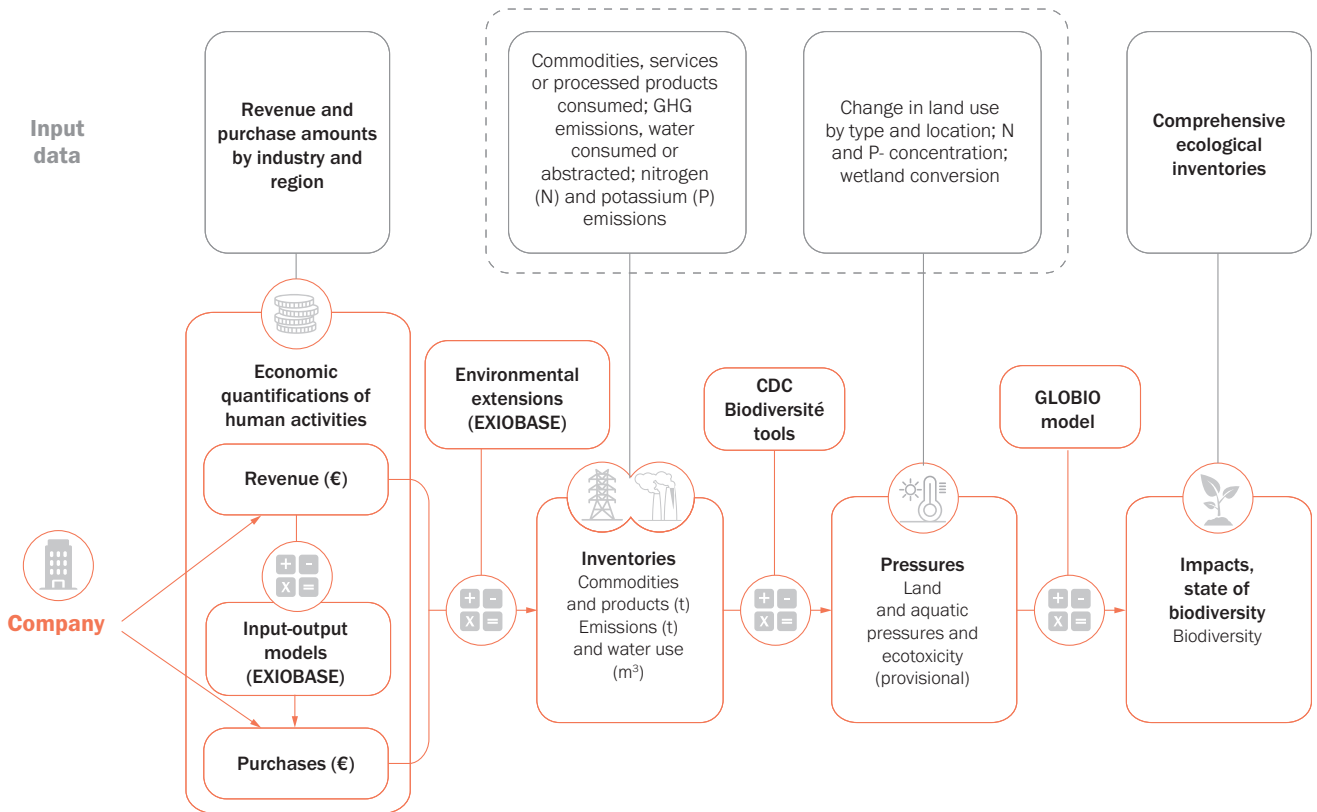 Input
data
Revenue and
purchase amounts
by industry and
region
Commodities, services
or processed products
consumed; GHG
emissions, water
consumed or
abstracted; nitrogen
(N) and potassium (P)
emissions
Change in land use
by type and location; N
and P- concentration;
wetland conversion
Comprehensive
ecological
inventories
Company
Economic
quantifications of
human activities
Revenue (€)
+ -
x =
Input-output
models
(EXIOBASE)
Purchases (€)
Environmental
extensions
(EXIOBASE)
+ -
x =
Inventories
Commodities
and products (t)
Emissions (t)
and water use
(m³)
CDC
Biodiversité
tools
+ -
x =
Pressures
Land
and aquatic
pressures and
ecotoxicity
(provisional)
GLOBIO
model
+ -
x =
Impacts,
state of
biodiversity
Biodiversity